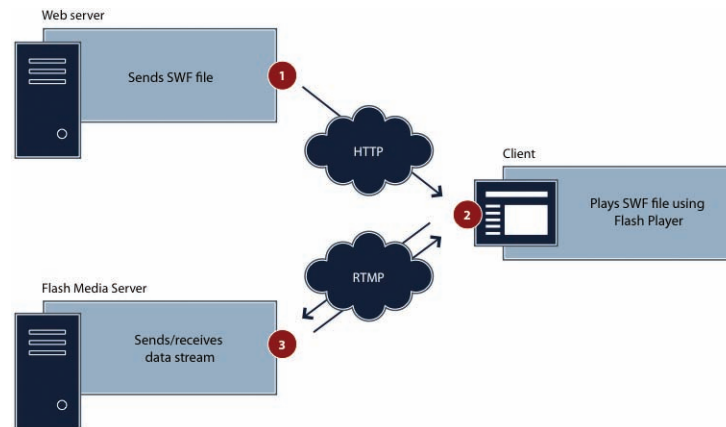 Web server
Sends SWF file
1
HTTP
Client
2
Plays SWF file using
Flash Player
RTMP
Flash Media Server
Sends/receives
data stream
3